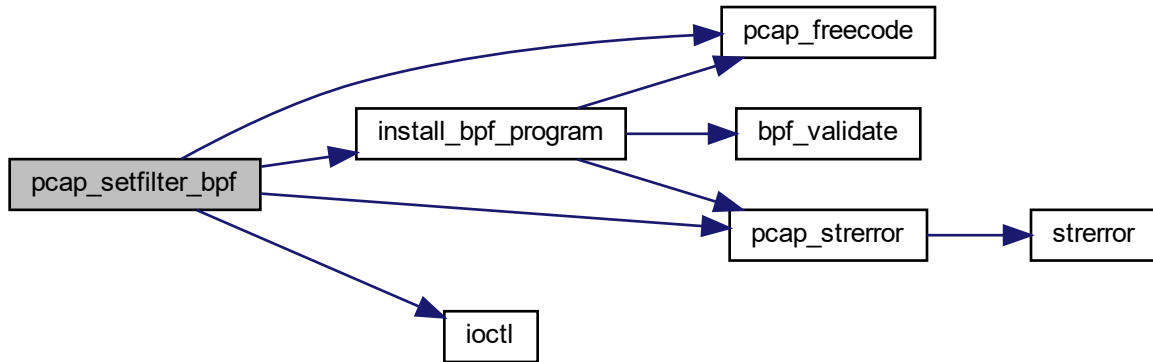 pcap_freecode
install_bpf_program
bpf_validate
pcap_setfilter_bpf
pcap_strerror
strerror
ioctl